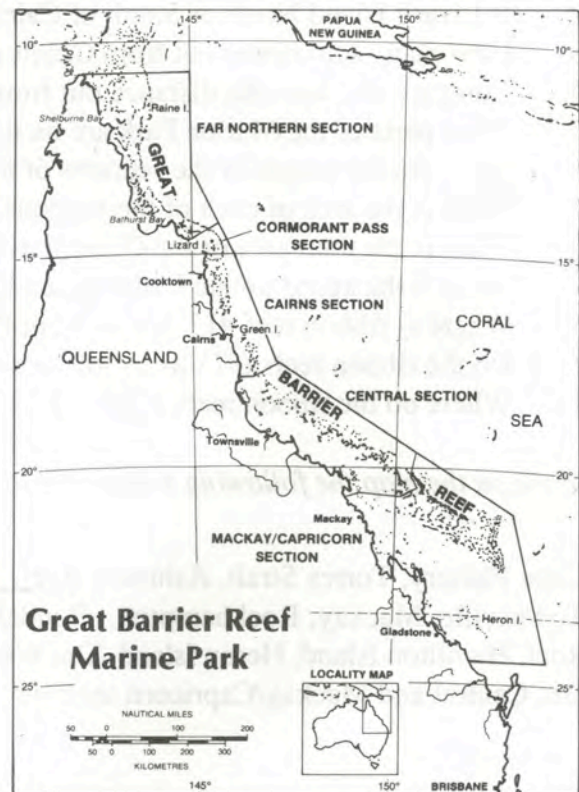 145°
150°
PAPUA
NEW GUINEA
10°
10°
Raine I.
Shelburne Bay
FAR NORTHERN SECTION
GREAT
Bathurst Bay
CORMORANT PASS
SECTION
Lizard I.
15°
15°
Cooktown
CAIRNS SECTION
Green I.
CORAL
Cairns
QUEENSLAND
BARRIER
CENTRAL SECTION
SEA
Townsville
20°
20°
REEF
Mackay
MACKAY/CAPRICORN
SECTION
Great Barrier Reef
Marine Park
Heron I.
Gladstone
LOCALITY MAP
25°
25°
NAUTICAL MILES
50 0 100 200
50 0 100 200 300
KILOMETRES
145°
150°
BRISBANE